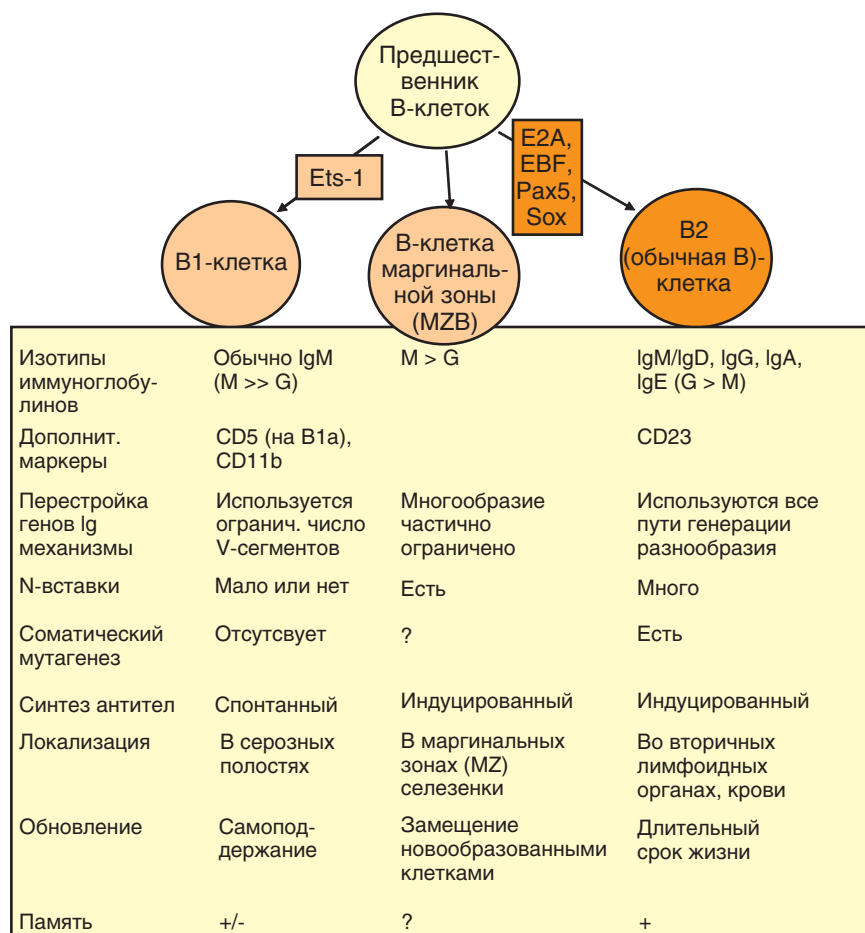 Предшест-
венник
В-клеток
Ets-1
E2A,
EBF,
Pax5,
Sox
В1-клетка
В-клетка
маргиналь-
ной зоны
(MZB)
В2
(обычная В)-
клетка
Изотипы
иммуноглобу-
линов
Обычно IgM
(M >> G)
M > G
IgM/IgD, IgG, IgA,
IgE (G > M)
Дополнит.
маркеры
CD5 (на В1а),
CD11b
CD23
Перестройка
генов Ig
механизмы
Используется
огранич. число
V-сегментов
Многообразие
частично
ограничено
Используются все
пути генерации
разнообразия
N-вставки
Мало или нет
Есть
Много
Соматический
мутагенез
Отсутсвует
?
Есть
Синтез антител
Спонтанный
Индуцированный
Индуцированный
Локализация
В серозных
полостях
В маргинальных
зонах (MZ)
селезенки
Во вторичных
лимфоидных
органах, крови
Обновление
Самопод-
держание
Замещение
новообразованными
клетками
Длительный
срок жизни
Память
+/-
?
+